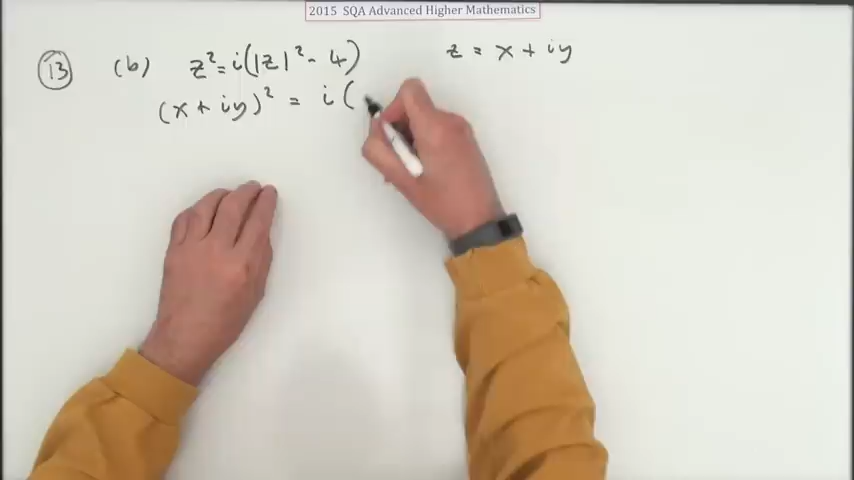 2015 SQA Advanced Higher Mathematics
13 (b) z² = i(|z|² - 4) z = x + iy
(x + iy)² = i(